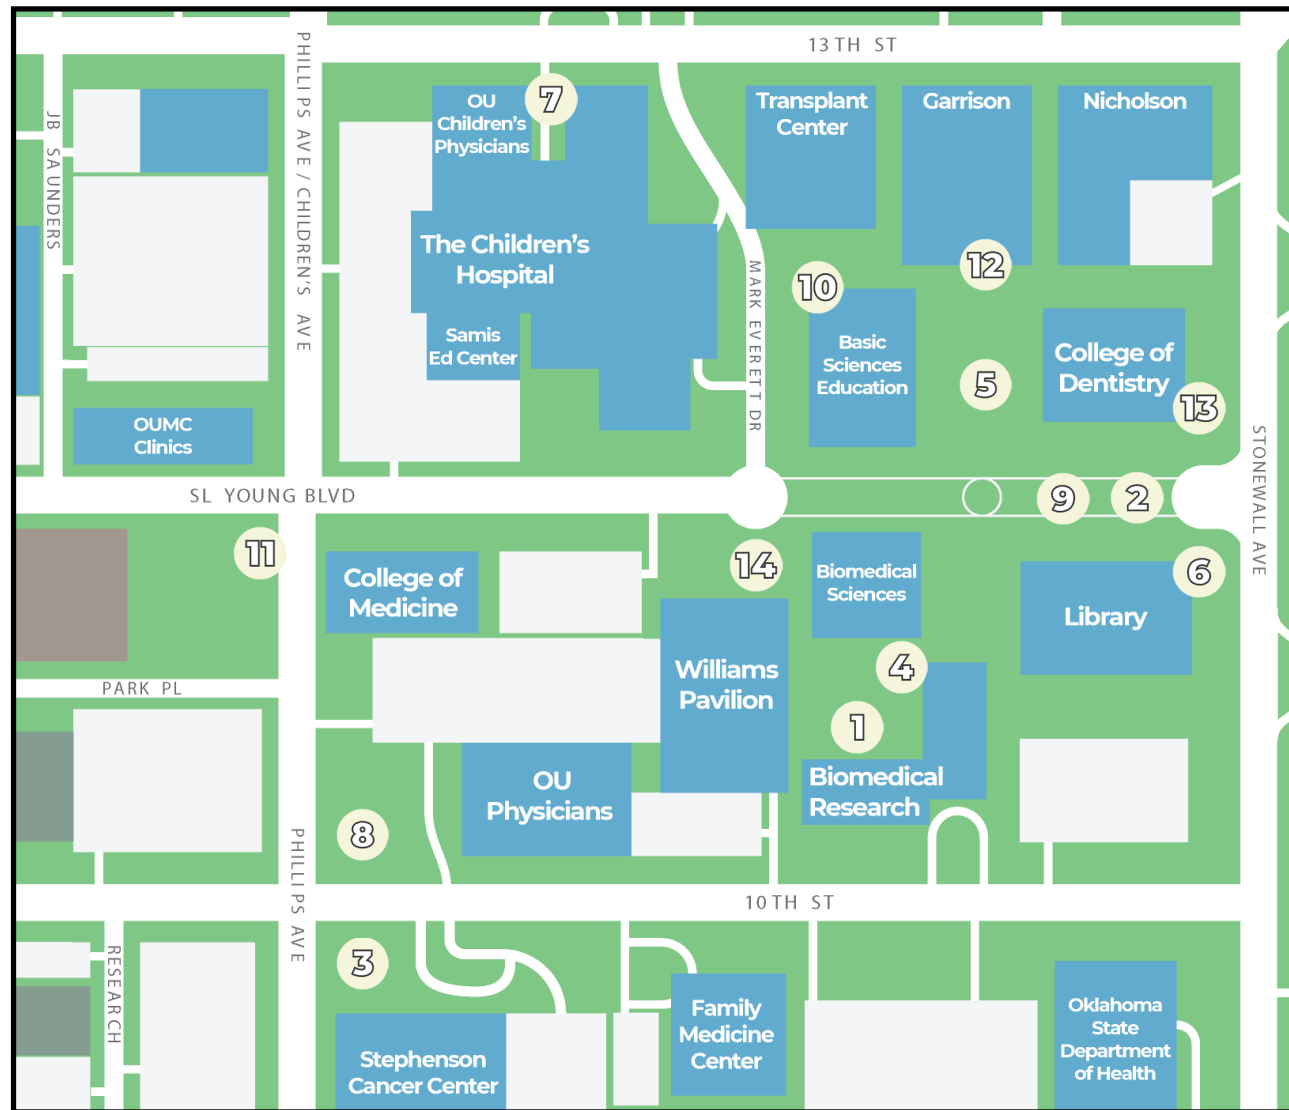 13TH ST
PHILLIPS AVE / CHILDREN'S AVE
JB SAUNDERS
OU
Children's
Physicians
7
Transplant
Center
Garrison
Nicholson
The Children's
Hospital
Samis
Ed Center
MARK EVERETT DR
10
12
Basic
Sciences
Education
5
College of
Dentistry
13
OUMC
Clinics
STONEWALL AVE
SL YOUNG BLVD
9
2
11
College of
Medicine
14
Biomedical
Sciences
6
Library
Williams
Pavilion
4
1
PARK PL
OU
Physicians
Biomedical
Research
8
PHILLIPS AVE
10TH ST
RESEARCH
3
Stephenson
Cancer Center
Family
Medicine
Center
Oklahoma
State
Department
of Health